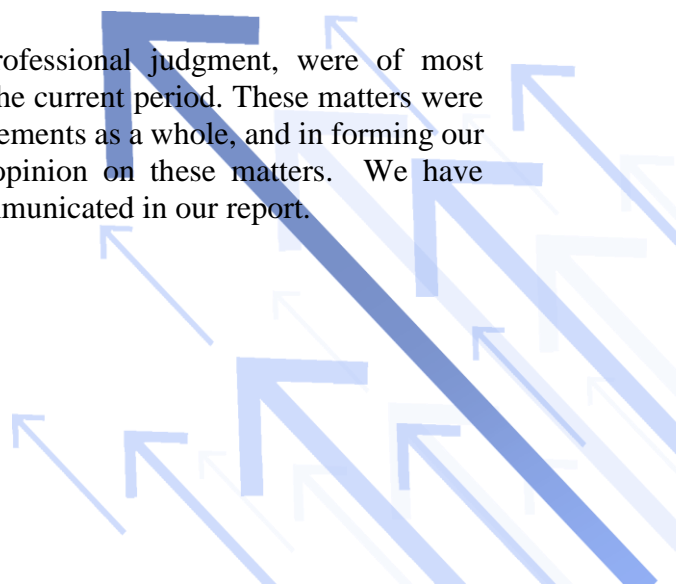 rofessional judgment, were of most
he current period. These matters were
ements as a whole, and in forming our
opinion on these matters. We have
municated in our report.